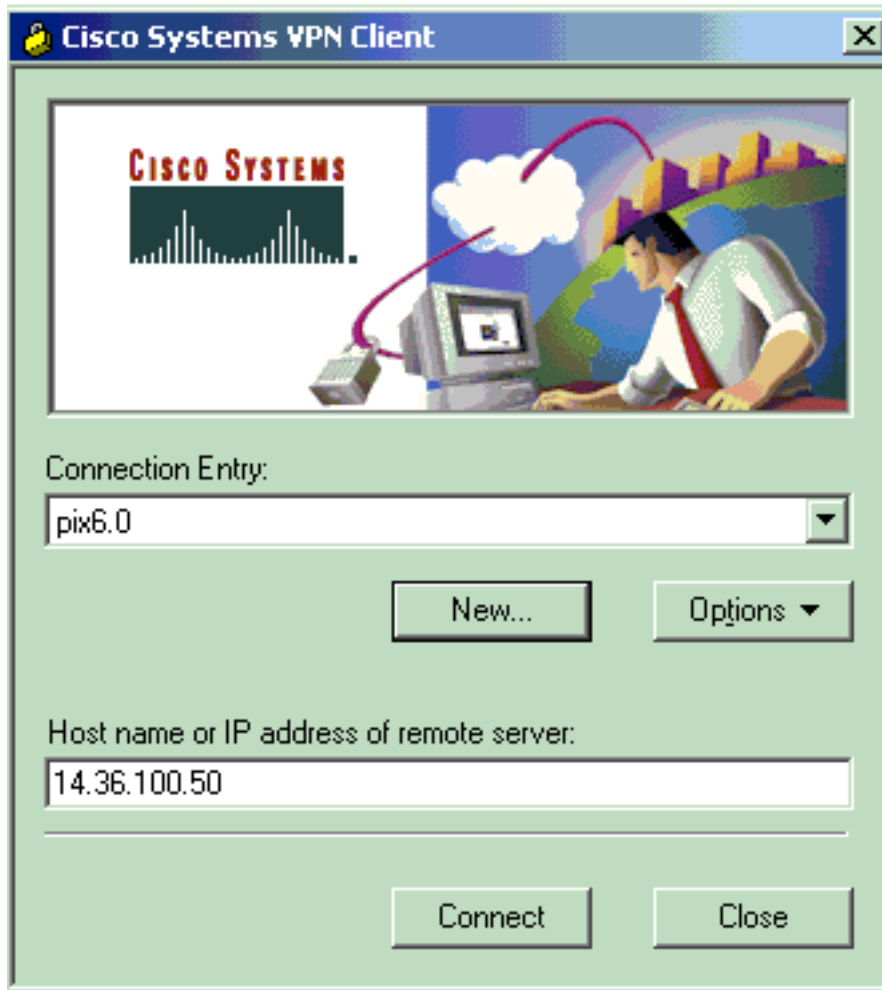 Cisco Systems VPN Client
CISCO SYSTEMS
Connection Entry:
pix6.0
New...
Options
Host name or IP address of remote server:
14.36.100.50
Connect
Close